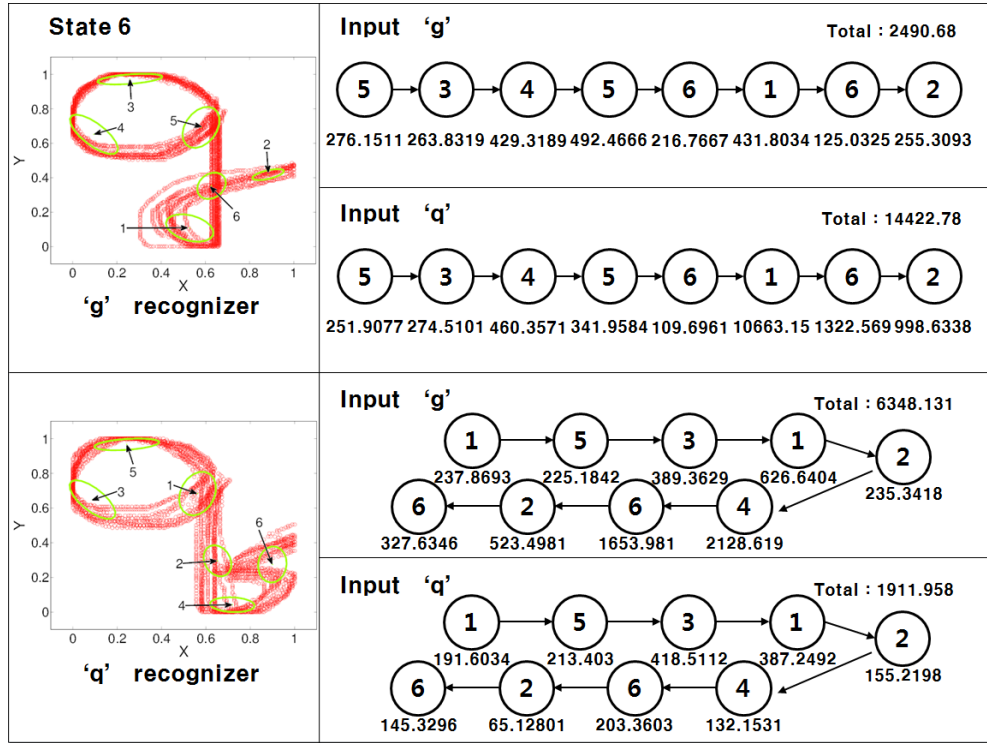 State 6
1
0.8
0.6
0.4
0.2
0
Y
3
4
5
2
6
1
0 0.2 0.4 0.6 0.8 1
X
‘g’ recognizer
Input ‘g’
Total : 2490.68
5 3 4 5 6 1 6 2
276.1511 263.8319 429.3189 492.4666 216.7667 431.8034 125.0325 255.3093
Input ‘q’
Total : 14422.78
5 3 4 5 6 1 6 2
251.9077 274.5101 460.3571 341.9584 109.6961 10663.15 1322.569 998.6338
1
0.8
0.6
0.4
0.2
0
Y
5
3
1
6
2
4
0 0.2 0.4 0.6 0.8 1
X
‘q’ recognizer
Input ‘g’
Total : 6348.131
1 5 3 1 2
237.8693 225.1842 389.3629 626.6404 235.3418
6 2 6 4
327.6346 523.4981 1653.981 2128.619
Input ‘q’
Total : 1911.958
1 5 3 1 2
191.6034 213.403 418.5112 387.2492 155.2198
6 2 6 4
145.3296 65.12801 203.3603 132.1531